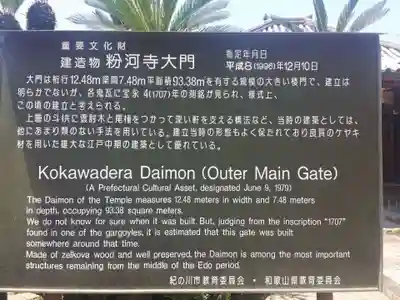 重要文化財
建造物 粉河寺大門
指定年月日
平成8(1996)年12月10日
大門は桁行12.48m梁間7.48m平面積93.38㎡を有する規模の大きい楼門で、建立は
明らかでないが、各鬼瓦に宝永4(1707)年の刻銘が見られ、様式上、
この頃の建立と考えられる。
上層の斗栱に雲肘木と尾棰をつかって深い軒を支える構法など、当時の建築としては、
他にあまり類のない手法を用いている。建立当時の形態もよく保たれており良質のケヤキ
材を用いた雄大な江戸中期の建築として優れている。
Kokawadera Daimon (Outer Main Gate)
(A Prefectural Cultural Asset, designated June 9, 1979)
The Daimon of the Temple measures 12.48 meters in width and 7.48 meters
in depth, occupying 93.38 square meters.
We do not know for sure when it was built. But, judging from the inscription "1707"
found in one of the gargoyles, it is estimated that this gate was built
somewhere around that time.
Made of zelkova wood and well preserved, the Daimon is among the most important
structures remaining from the middle of the Edo period.
紀の川市教育委員会・和歌山県教育委員会